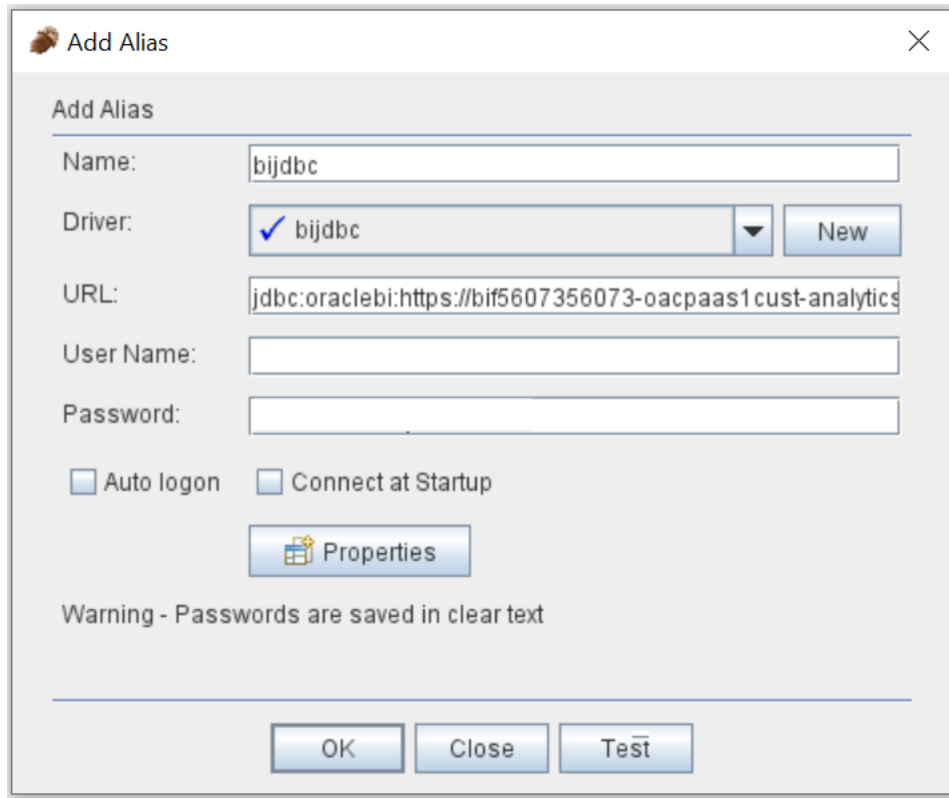 Add Alias
Add Alias
Name: bijdbc
Driver: bijdbc New
URL: jdbc:oraclebi:https://bif5607356073-oacpaas1cust-analytics
User Name:
Password:
Auto logon Connect at Startup
Properties
Warning - Passwords are saved in clear text
OK Close Test